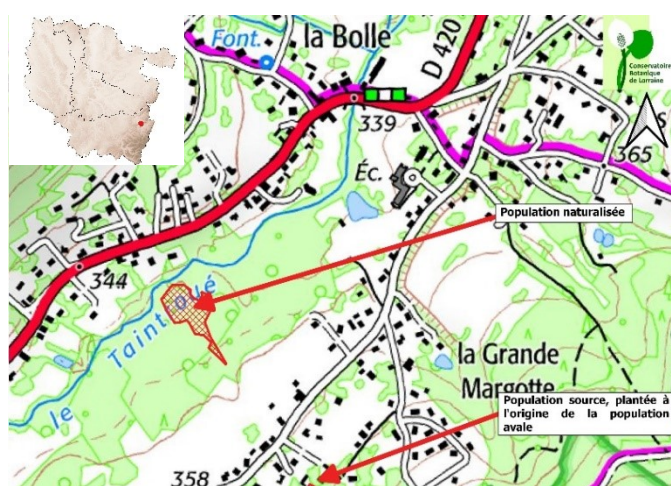 la Bolle
Font.
D 420
Conservatoire
Botanique
de Lorraine
339
365
Éc.
Population naturalisée
344
le Taintroué
la Grande
Margotte
Population source, plantée à
l'origine de la population
avale
358